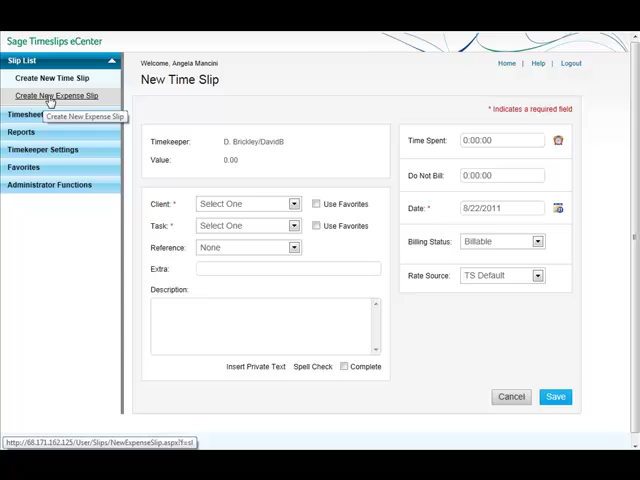 Sage Timeslips eCenter
Slip List
Create New Time Slip
Create New Expense Slip
Create New Expense Slip
Timesheet
Reports
Timekeeper Settings
Favorites
Administrator Functions
Welcome, Angela Mancini
Home | Help | Logout
New Time Slip
* Indicates a required field
Timekeeper: D. Brickley/DavidB
Value: 0.00
Client: * Select One Use Favorites
Task: * Select One Use Favorites
Reference: None
Extra:
Description:
Insert Private Text Spell Check Complete
Time Spent: 0:00:00
Do Not Bill: 0:00:00
Date: * 8/22/2011
Billing Status: Billable
Rate Source: TS Default
Cancel Save
http://68.171.162.125/User/Slips/NewExpenseSlip.aspx?f=sl